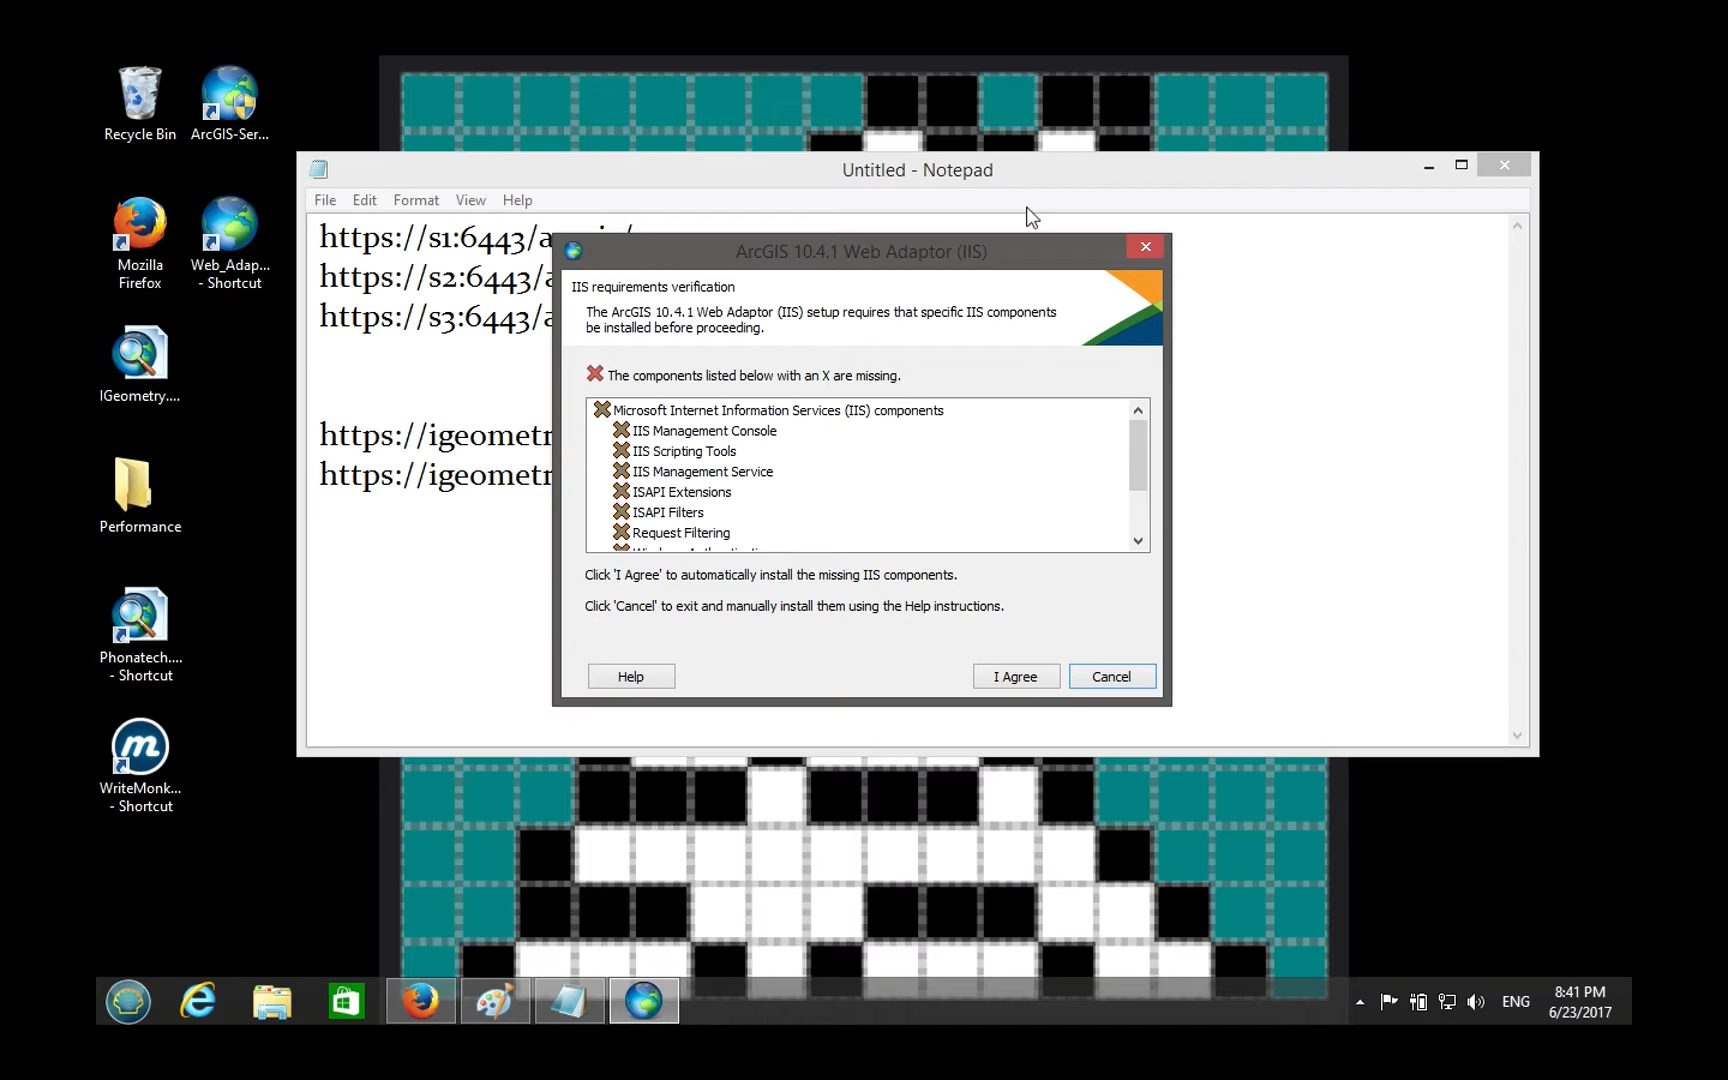 Recycle Bin
ArcGIS-Ser...
Mozilla
Firefox
Web_Adap...
- Shortcut
IGeometry....
Performance
Phonatech....
- Shortcut
WriteMonk...
- Shortcut
Untitled - Notepad
File Edit Format View Help
https://s1:6443/
https://s2:6443/a
https://s3:6443/a
https://igeometr
https://igeometr
ArcGIS 10.4.1 Web Adaptor (IIS)
IIS requirements verification
The ArcGIS 10.4.1 Web Adaptor (IIS) setup requires that specific IIS components
be installed before proceeding.
The components listed below with an X are missing.
Microsoft Internet Information Services (IIS) components
IIS Management Console
IIS Scripting Tools
IIS Management Service
ISAPI Extensions
ISAPI Filters
Request Filtering
Click 'I Agree' to automatically install the missing IIS components.
Click 'Cancel' to exit and manually install them using the Help instructions.
Help I Agree Cancel
ENG
8:41 PM
6/23/2017